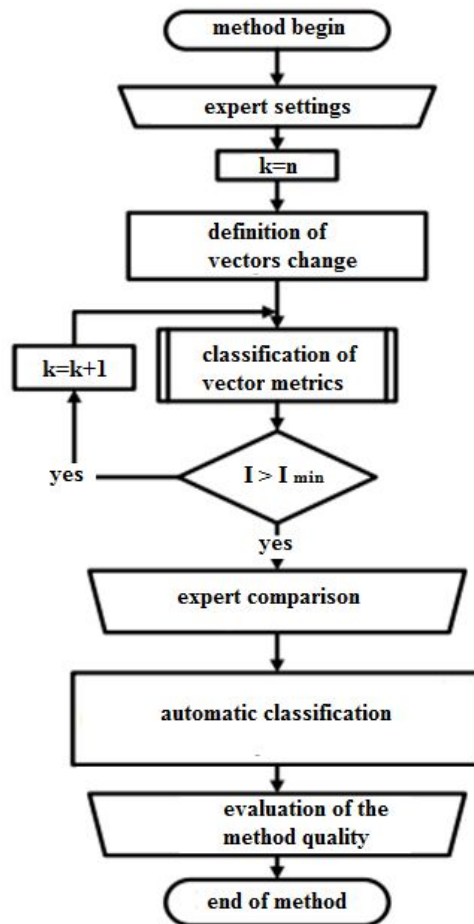 method begin
expert settings
k=n
definition of
vectors change
classification of
vector metrics
k=k+1
I > I min
yes
yes
expert comparison
automatic classification
evaluation of the
method quality
end of method